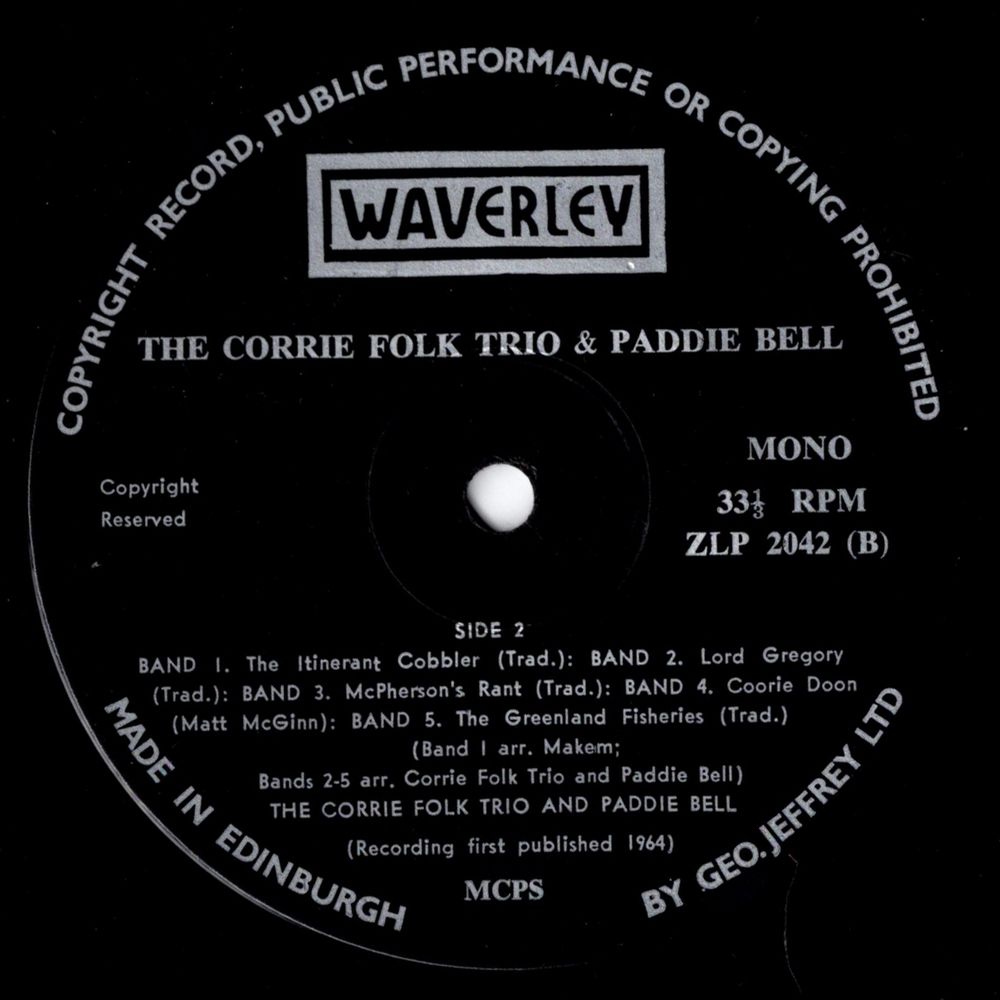 COPYRIGHT RECORD, PUBLIC PERFORMANCE OR COPYING PROHIBITED
WAVERLEY
THE CORRIE FOLK TRIO & PADDIE BELL
MONO
Copyright
Reserved
33⅓ RPM
ZLP 2042 (B)
SIDE 2
BAND 1. The Itinerant Cobbler (Trad.): BAND 2. Lord Gregory
(Trad.): BAND 3. McPherson's Rant (Trad.): BAND 4. Coorie Doon
(Matt McGinn): BAND 5. The Greenland Fisheries (Trad.)
(Band 1 arr. Makem;
Bands 2-5 arr. Corrie Folk Trio and Paddie Bell)
THE CORRIE FOLK TRIO AND PADDIE BELL
(Recording first published 1964)
MCPS
MADE IN EDINBURGH
BY GEO. JEFFREY LTD